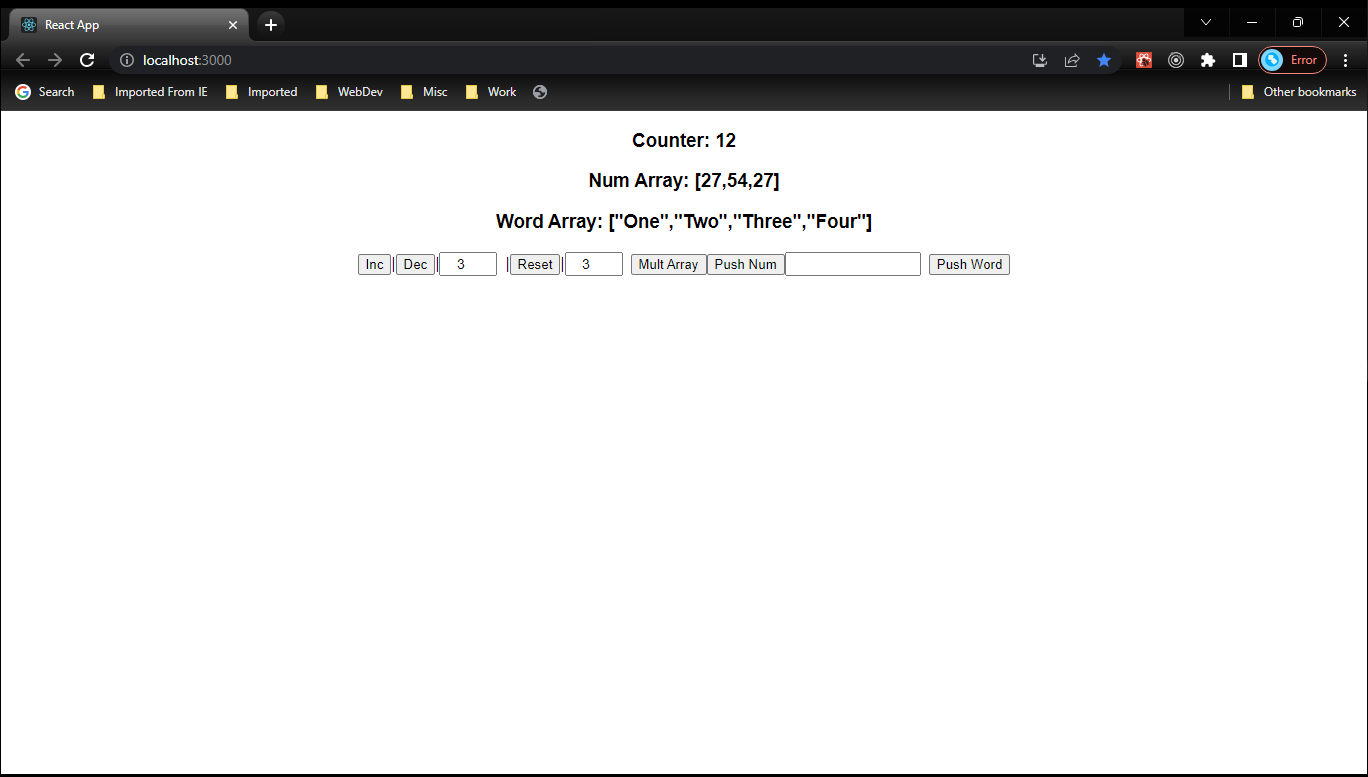 React App
localhost:3000
Error
Search Imported From IE Imported WebDev Misc Work Other bookmarks
Counter: 12
Num Array: [27,54,27]
Word Array: ["One","Two","Three","Four"]
Inc|Dec|3 |Reset|3 Mult Array Push Num Push Word